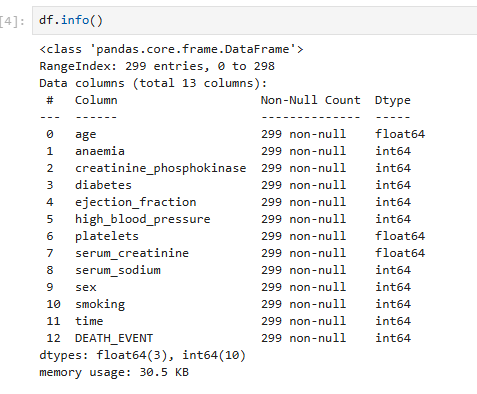 [4]: df.info()
<class 'pandas.core.frame.DataFrame'>
RangeIndex: 299 entries, 0 to 298
Data columns (total 13 columns):
 #   Column                    Non-Null Count  Dtype
---  ------                    --------------  -----
 0   age                       299 non-null    float64
 1   anaemia                   299 non-null    int64
 2   creatinine_phosphokinase  299 non-null    int64
 3   diabetes                  299 non-null    int64
 4   ejection_fraction         299 non-null    int64
 5   high_blood_pressure       299 non-null    int64
 6   platelets                 299 non-null    float64
 7   serum_creatinine          299 non-null    float64
 8   serum_sodium              299 non-null    int64
 9   sex                       299 non-null    int64
 10  smoking                   299 non-null    int64
 11  time                      299 non-null    int64
 12  DEATH_EVENT               299 non-null    int64
dtypes: float64(3), int64(10)
memory usage: 30.5 KB